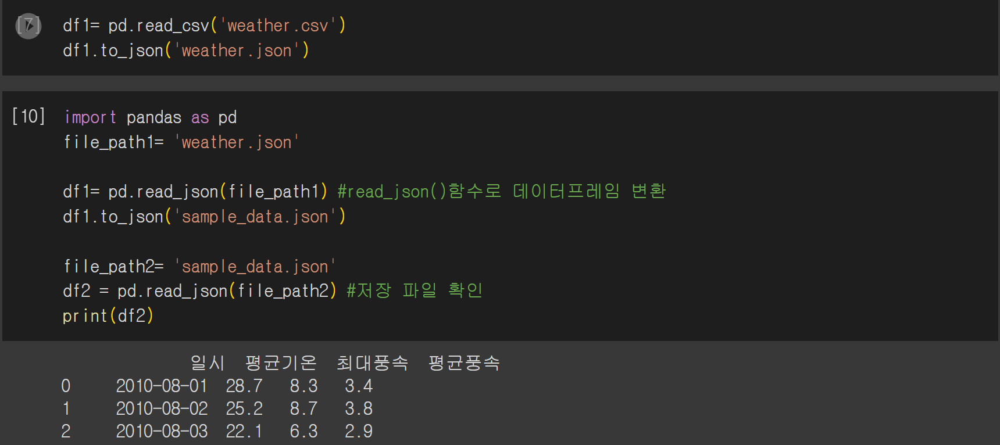 [7] df1= pd.read_csv('weather.csv')
df1.to_json('weather.json')
[10] import pandas as pd
file_path1= 'weather.json'
df1= pd.read_json(file_path1) #read_json()함수로 데이터프레임 변환
df1.to_json('sample_data.json')
file_path2= 'sample_data.json'
df2 = pd.read_json(file_path2) #저장 파일 확인
print(df2)
일시 평균기온 최대풍속 평균풍속
0 2010-08-01 28.7 8.3 3.4
1 2010-08-02 25.2 8.7 3.8
2 2010-08-03 22.1 6.3 2.9